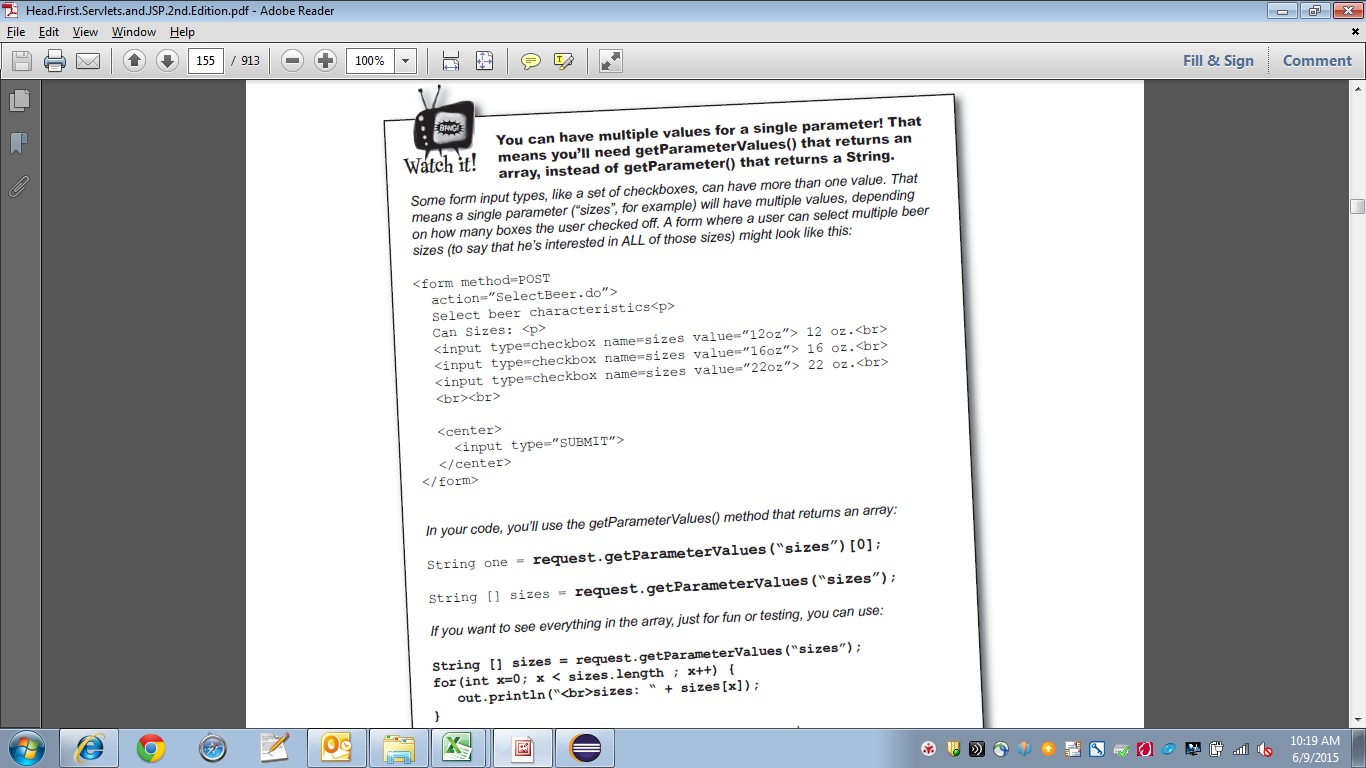 Head.First.Servlets.and.JSP.2nd.Edition.pdf - Adobe Reader
File Edit View Window Help
155 / 913 100% Fill & Sign Comment
BANG!
Watch it!
You can have multiple values for a single parameter! That
means you'll need getParameterValues() that returns an
array, instead of getParameter() that returns a String.
Some form input types, like a set of checkboxes, can have more than one value. That
means a single parameter ("sizes", for example) will have multiple values, depending
on how many boxes the user checked off. A form where a user can select multiple beer
sizes (to say that he's interested in ALL of those sizes) might look like this:
<form method=POST
action="SelectBeer.do">
Select beer characteristics<p>
Can Sizes: <p>
<input type=checkbox name=sizes value="12oz"> 12 oz.<br>
<input type=checkbox name=sizes value="16oz"> 16 oz.<br>
<input type=checkbox name=sizes value="22oz"> 22 oz.<br>
<br><br>
<center>
<input type="SUBMIT">
</center>
</form>
In your code, you'll use the getParameterValues() method that returns an array:
String one = request.getParameterValues("sizes")[0];
String [] sizes = request.getParameterValues("sizes");
If you want to see everything in the array, just for fun or testing, you can use:
String [] sizes = request.getParameterValues("sizes");
for(int x=0; x < sizes.length ; x++) {
out.println("<br>sizes: " + sizes[x]);
}
10:19 AM
6/9/2015